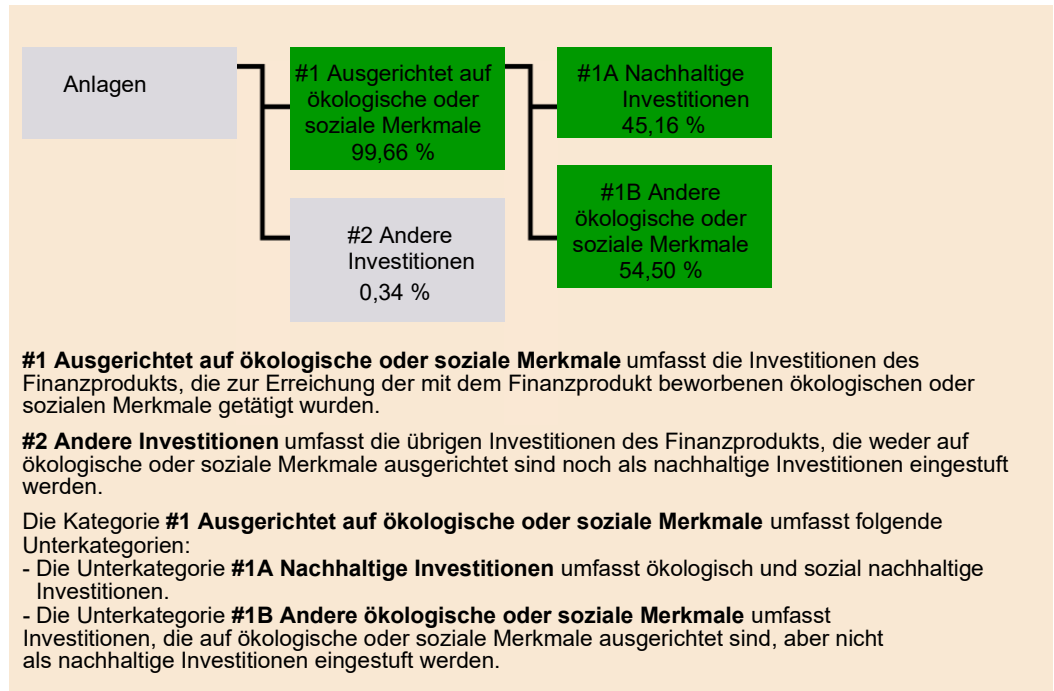 Anlagen
#1 Ausgerichtet auf
ökologische oder
soziale Merkmale
99,66 %
#2 Andere
Investitionen
0,34 %
#1A Nachhaltige
Investitionen
45,16 %
#1B Andere
ökologische oder
soziale Merkmale
54,50 %
#1 Ausgerichtet auf ökologische oder soziale Merkmale umfasst die Investitionen des
Finanzprodukts, die zur Erreichung der mit dem Finanzprodukt beworbenen ökologischen oder
sozialen Merkmale getätigt wurden.
#2 Andere Investitionen umfasst die übrigen Investitionen des Finanzprodukts, die weder auf
ökologische oder soziale Merkmale ausgerichtet sind noch als nachhaltige Investitionen eingestuft
werden.
Die Kategorie #1 Ausgerichtet auf ökologische oder soziale Merkmale umfasst folgende
Unterkategorien:
- Die Unterkategorie #1A Nachhaltige Investitionen umfasst ökologisch und sozial nachhaltige
Investitionen.
- Die Unterkategorie #1B Andere ökologische oder soziale Merkmale umfasst
Investitionen, die auf ökologische oder soziale Merkmale ausgerichtet sind, aber nicht
als nachhaltige Investitionen eingestuft werden.